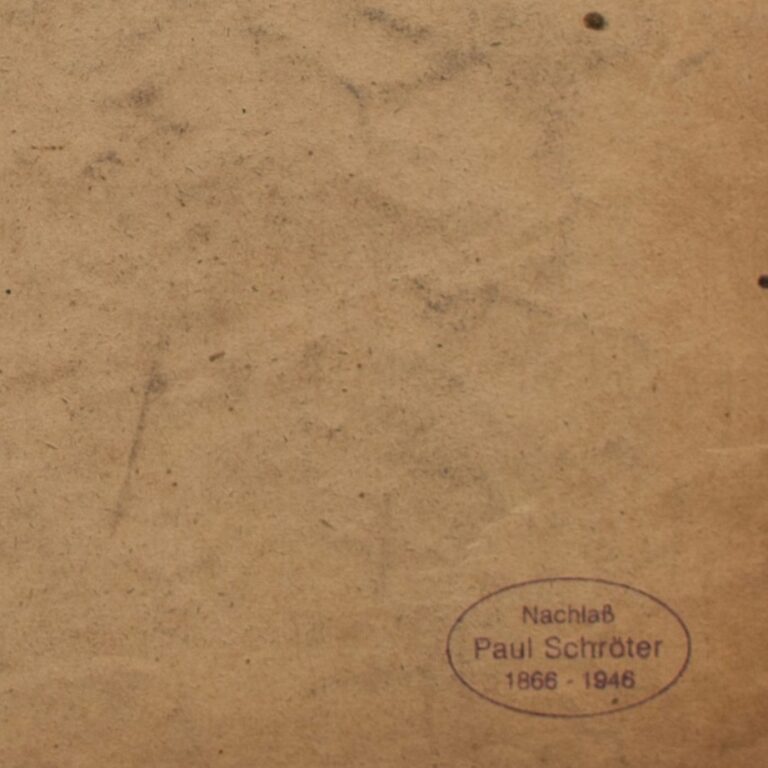 Nachlaß
Paul Schröter
1866 - 1946